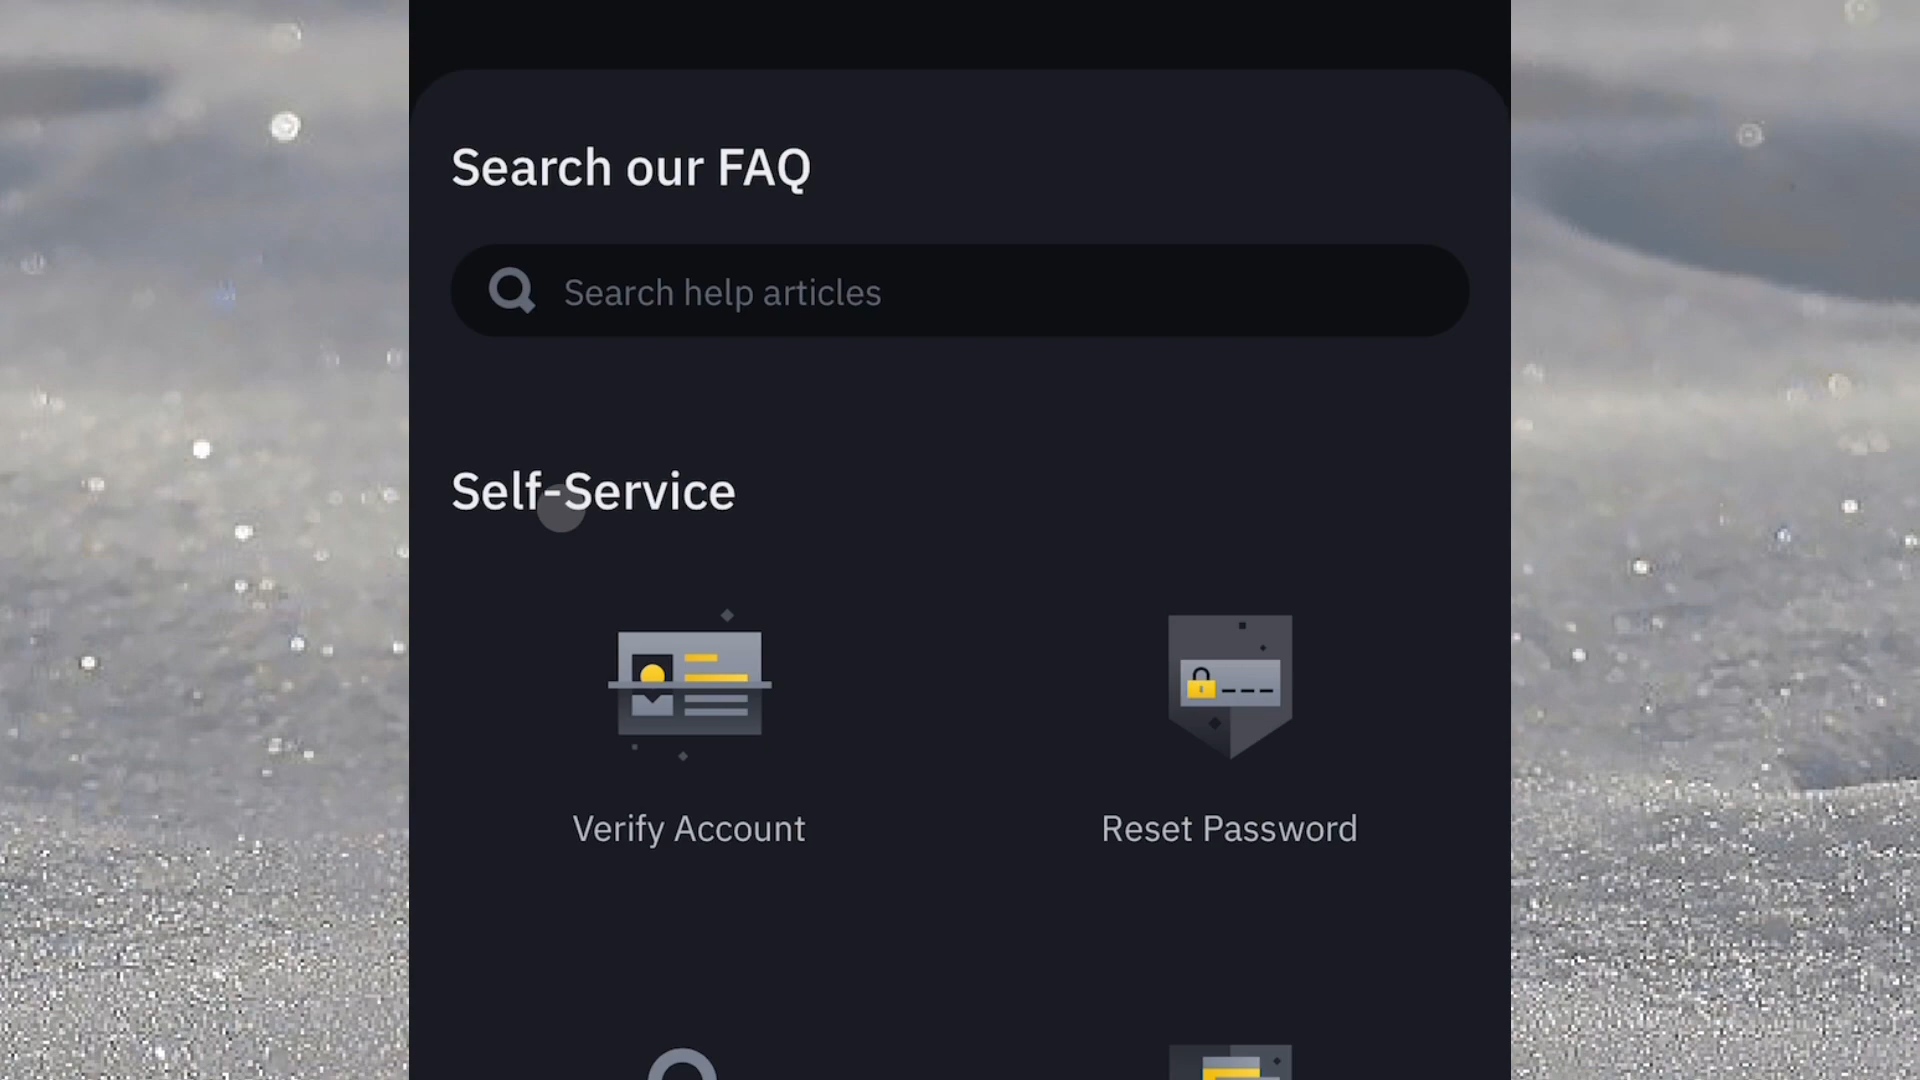 Search our FAQ
Search help articles
Self-Service
Verify Account
Reset Password